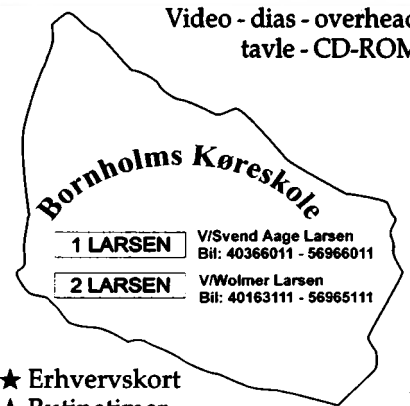 Video - dias - overhead
tavle - CD-ROM
Bornholms Køreskole
1 LARSEN
V/Svend Aage Larsen
Bil: 40366011 - 56966011
2 LARSEN
V/Wolmer Larsen
Bil: 40163111 - 56965111
★ Erhvervskort